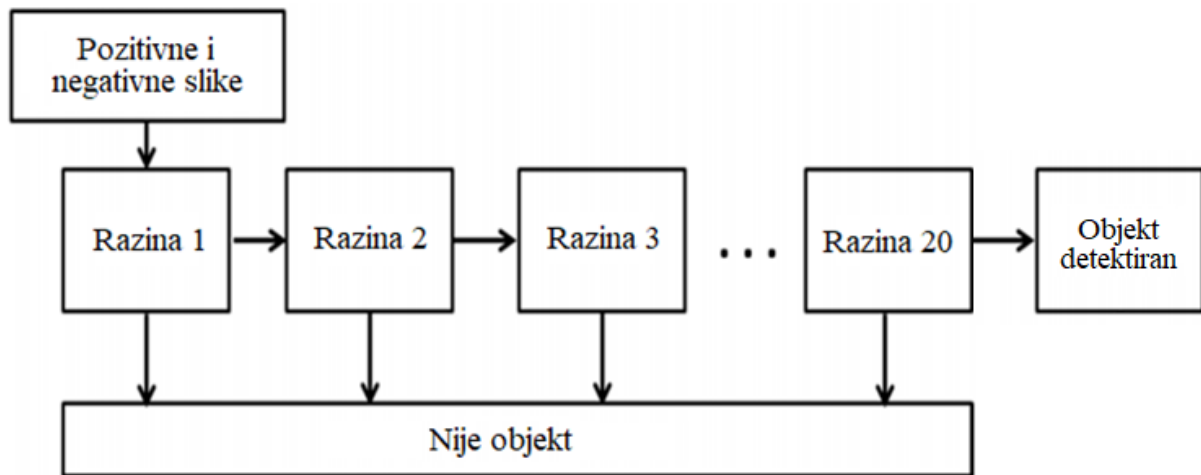 Pozitivne i
negativne slike
Razina 1
Razina 2
Razina 3
. . .
Razina 20
Objekt
detektiran
Nije objekt